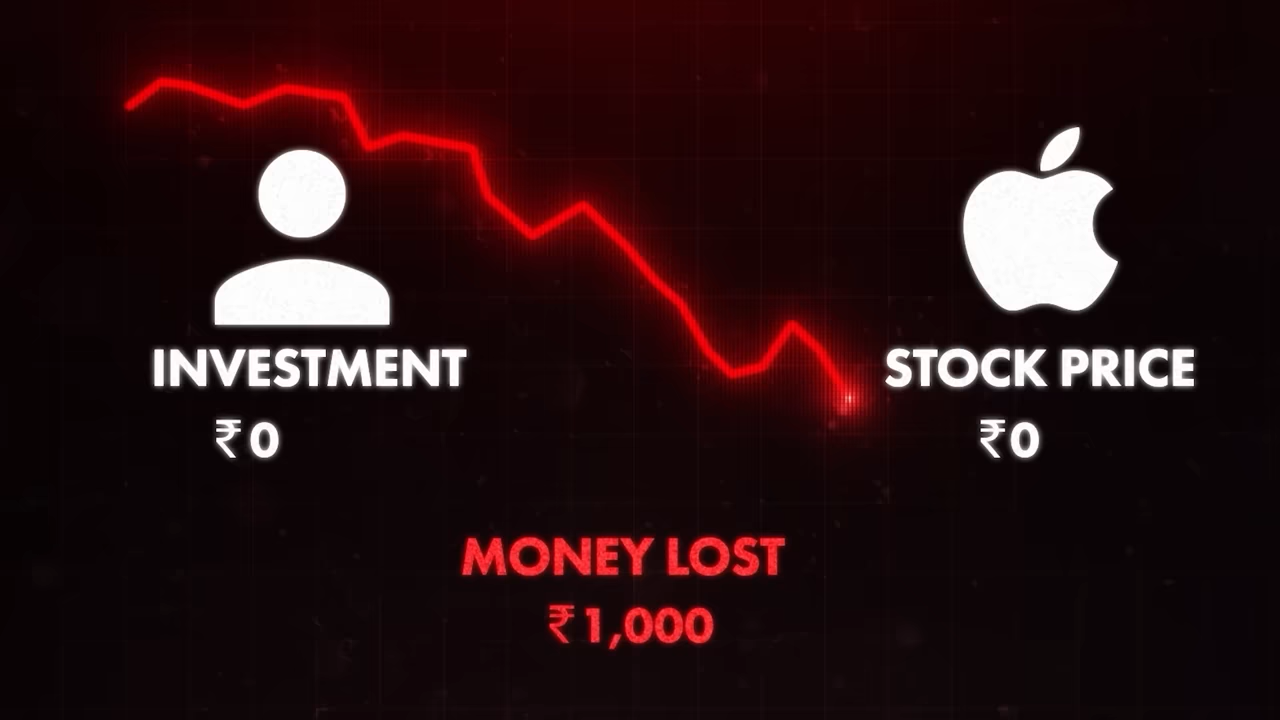 INVESTMENT
₹0
STOCK PRICE
₹0
MONEY LOST
₹1,000